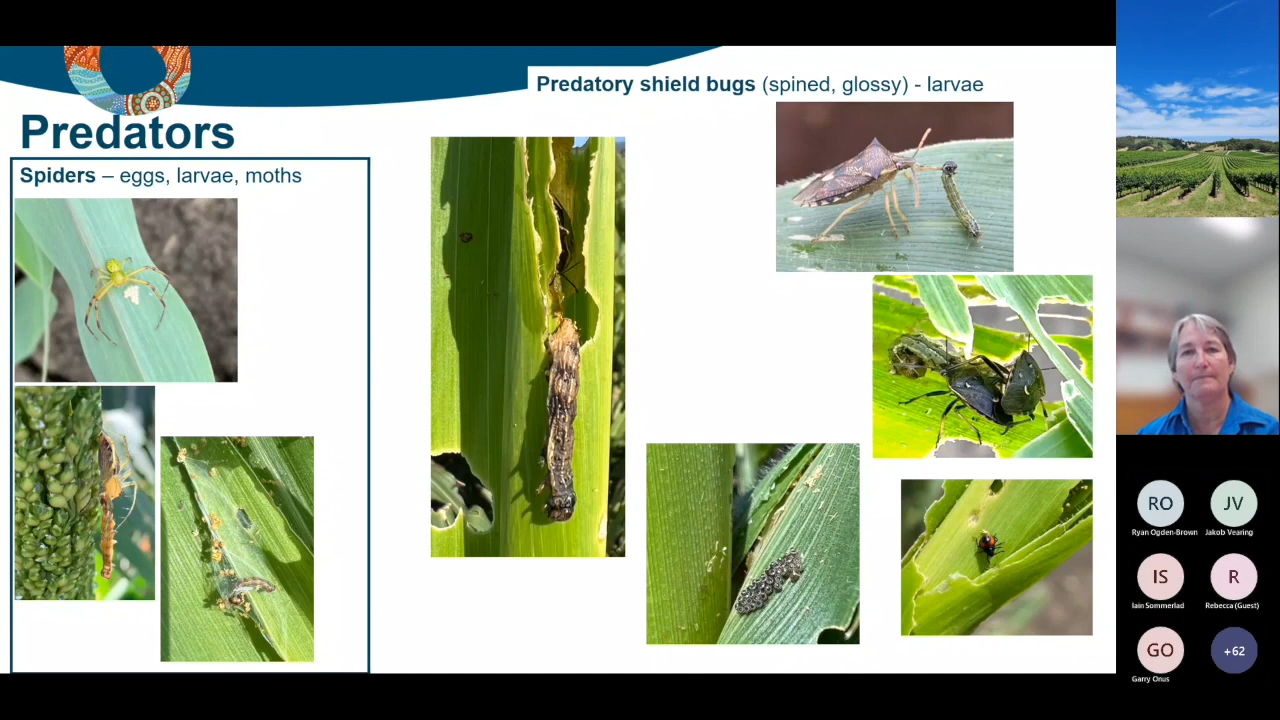 Predatory shield bugs (spined, glossy) - larvae
Predators
Spiders – eggs, larvae, moths
RO
Ryan Ogden-Brown
JV
Jakob Vearing
IS
Iain Sommerlad
R
Rebecca (Guest)
GO
Garry Onus
+62